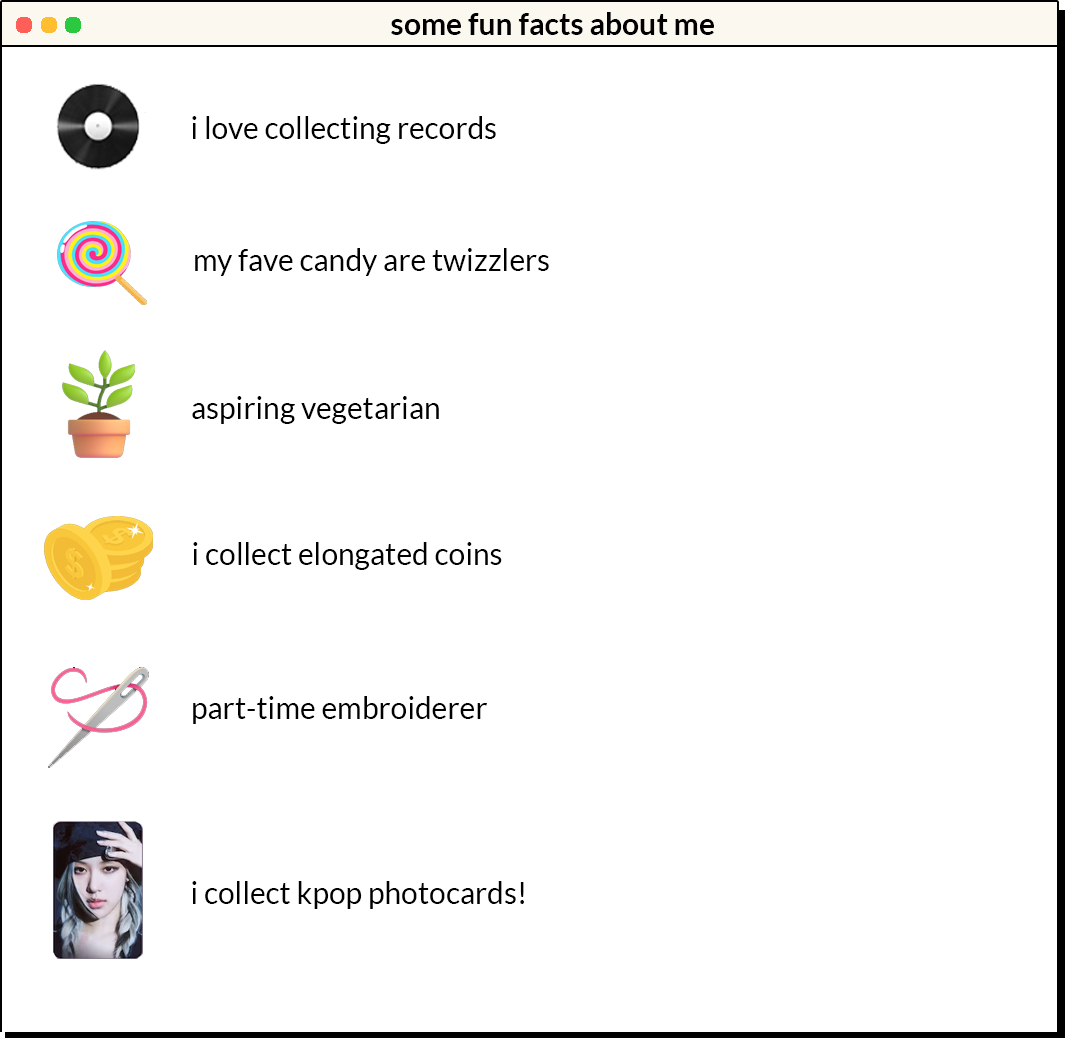 some fun facts about me
i love collecting records
my fave candy are twizzlers
aspiring vegetarian
i collect elongated coins
part-time embroiderer
i collect kpop photocards!